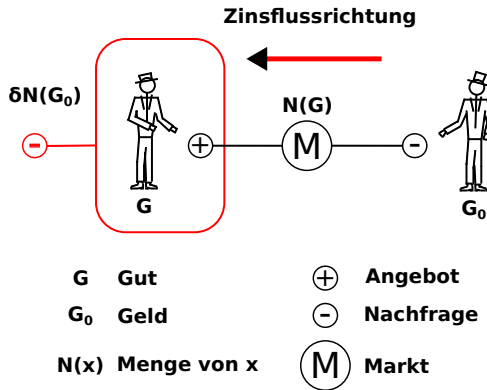 Zinsflussrichtung
δN(G₀)
N(G)
-
+
M
-
G
G₀
G Gut
+ Angebot
G₀ Geld
- Nachfrage
N(x) Menge von x
M Markt